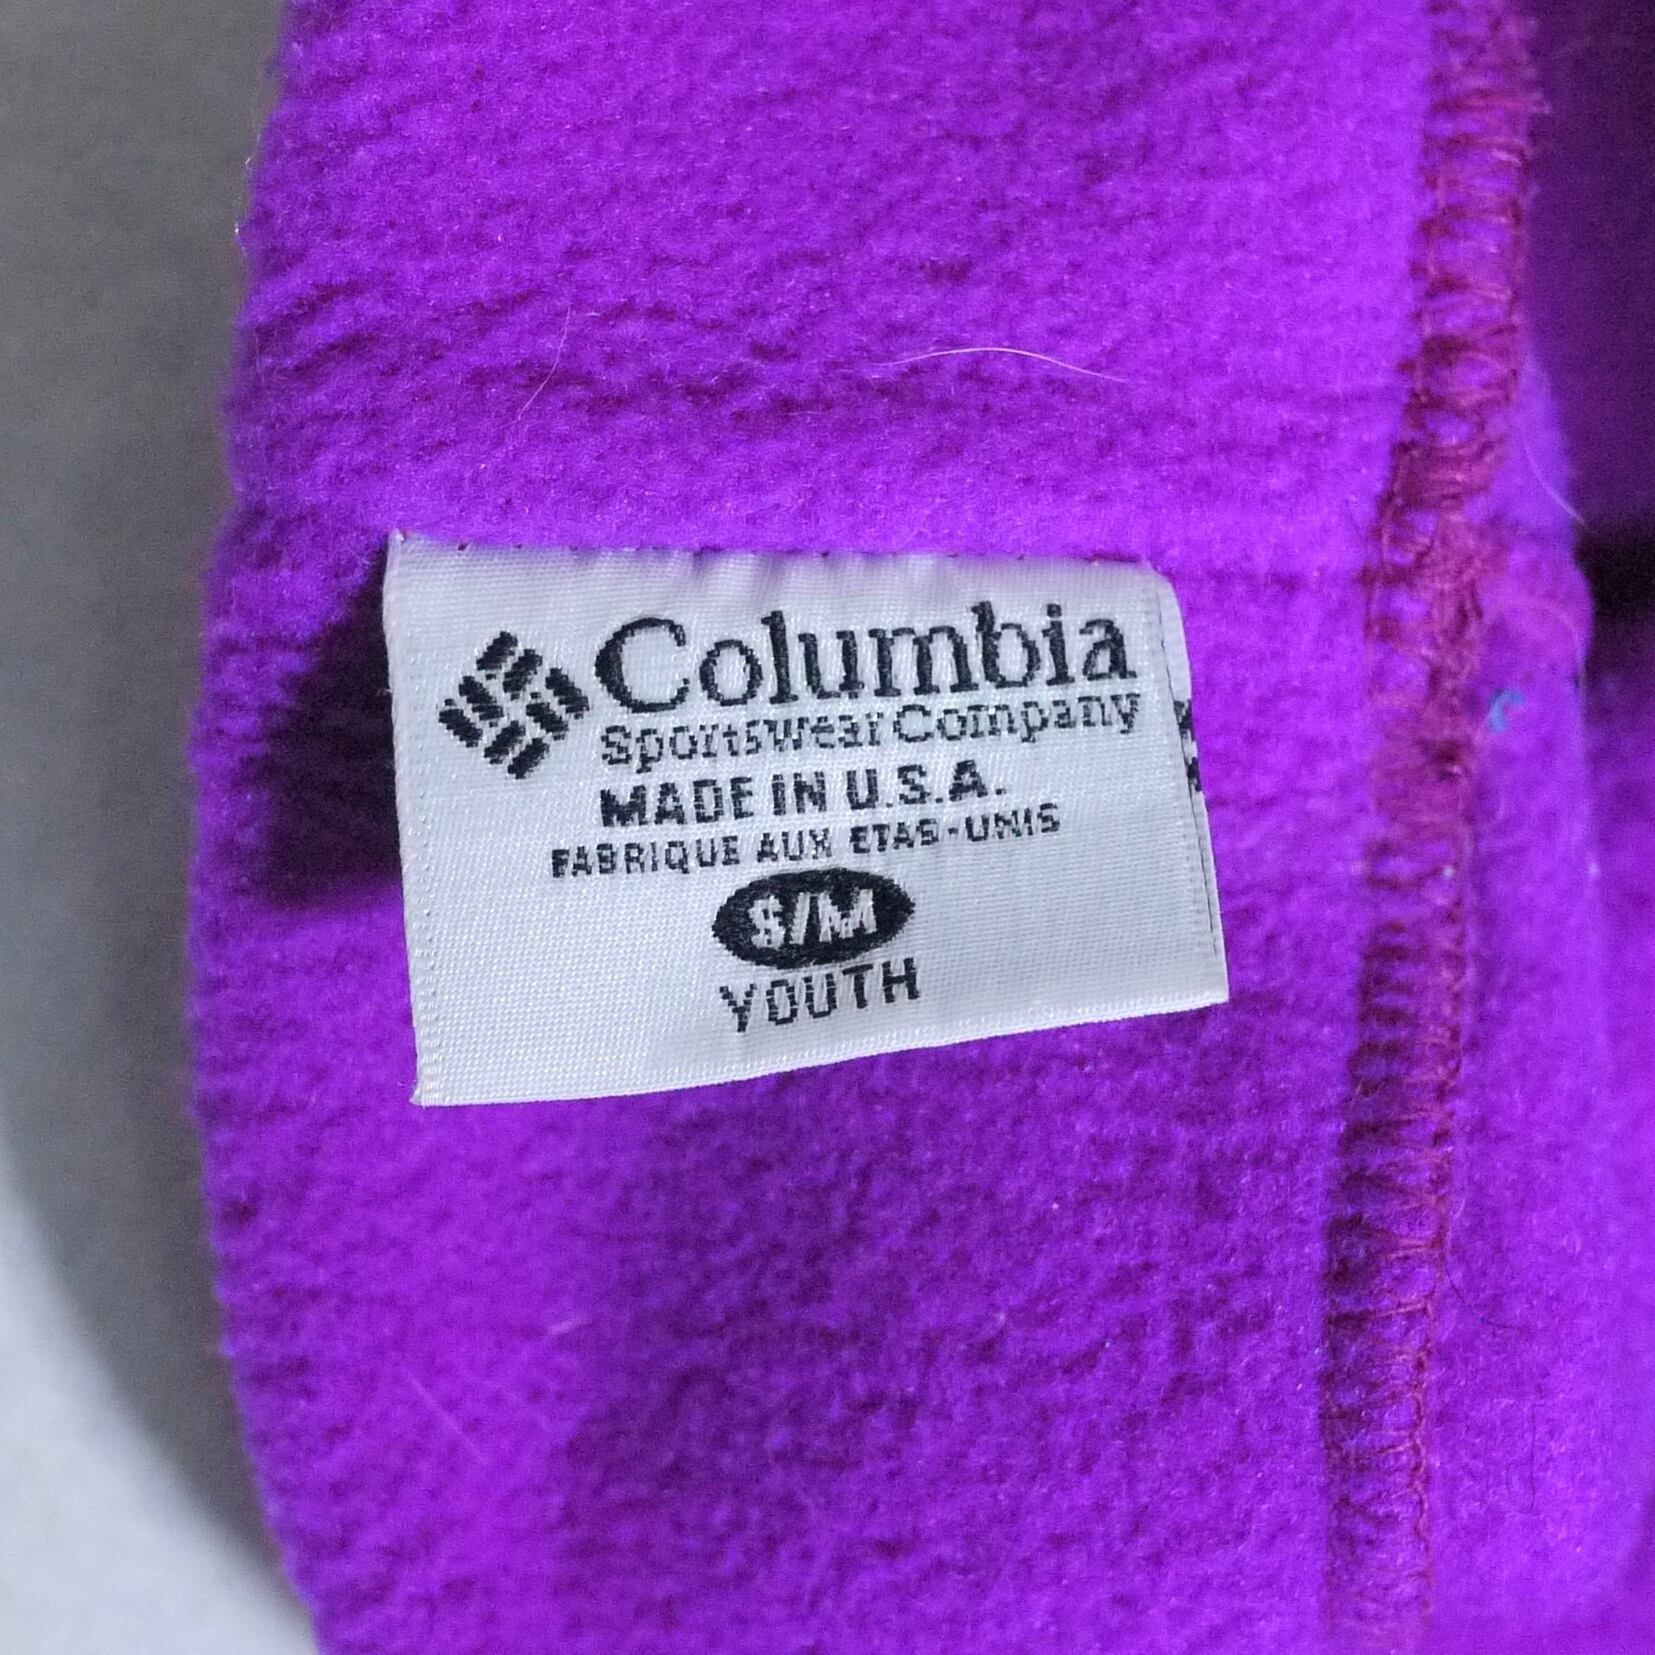 Columbia
Sportswear Company
MADE IN U.S.A.
FABRIQUE AUX ETAS-UNIS
S/M
YOUTH